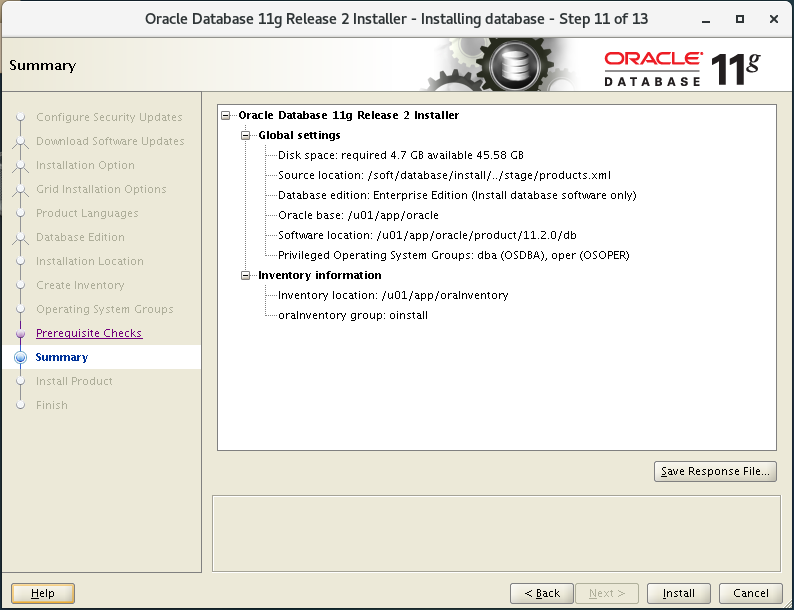 Oracle Database 11g Release 2 Installer - Installing database - Step 11 of 13
Summary
ORACLE
DATABASE
11g
Configure Security Updates
Download Software Updates
Installation Option
Grid Installation Options
Product Languages
Database Edition
Installation Location
Create Inventory
Operating System Groups
Prerequisite Checks
Summary
Install Product
Finish
Oracle Database 11g Release 2 Installer
Global settings
Disk space: required 4.7 GB available 45.58 GB
Source location: /soft/database/install/../stage/products.xml
Database edition: Enterprise Edition (Install database software only)
Oracle base: /u01/app/oracle
Software location: /u01/app/oracle/product/11.2.0/db
Privileged Operating System Groups: dba (OSDBA), oper (OSOPER)
Inventory information
Inventory location: /u01/app/oraInventory
oraInventory group: oinstall
Save Response File...
Help
< Back
Next >
Install
Cancel